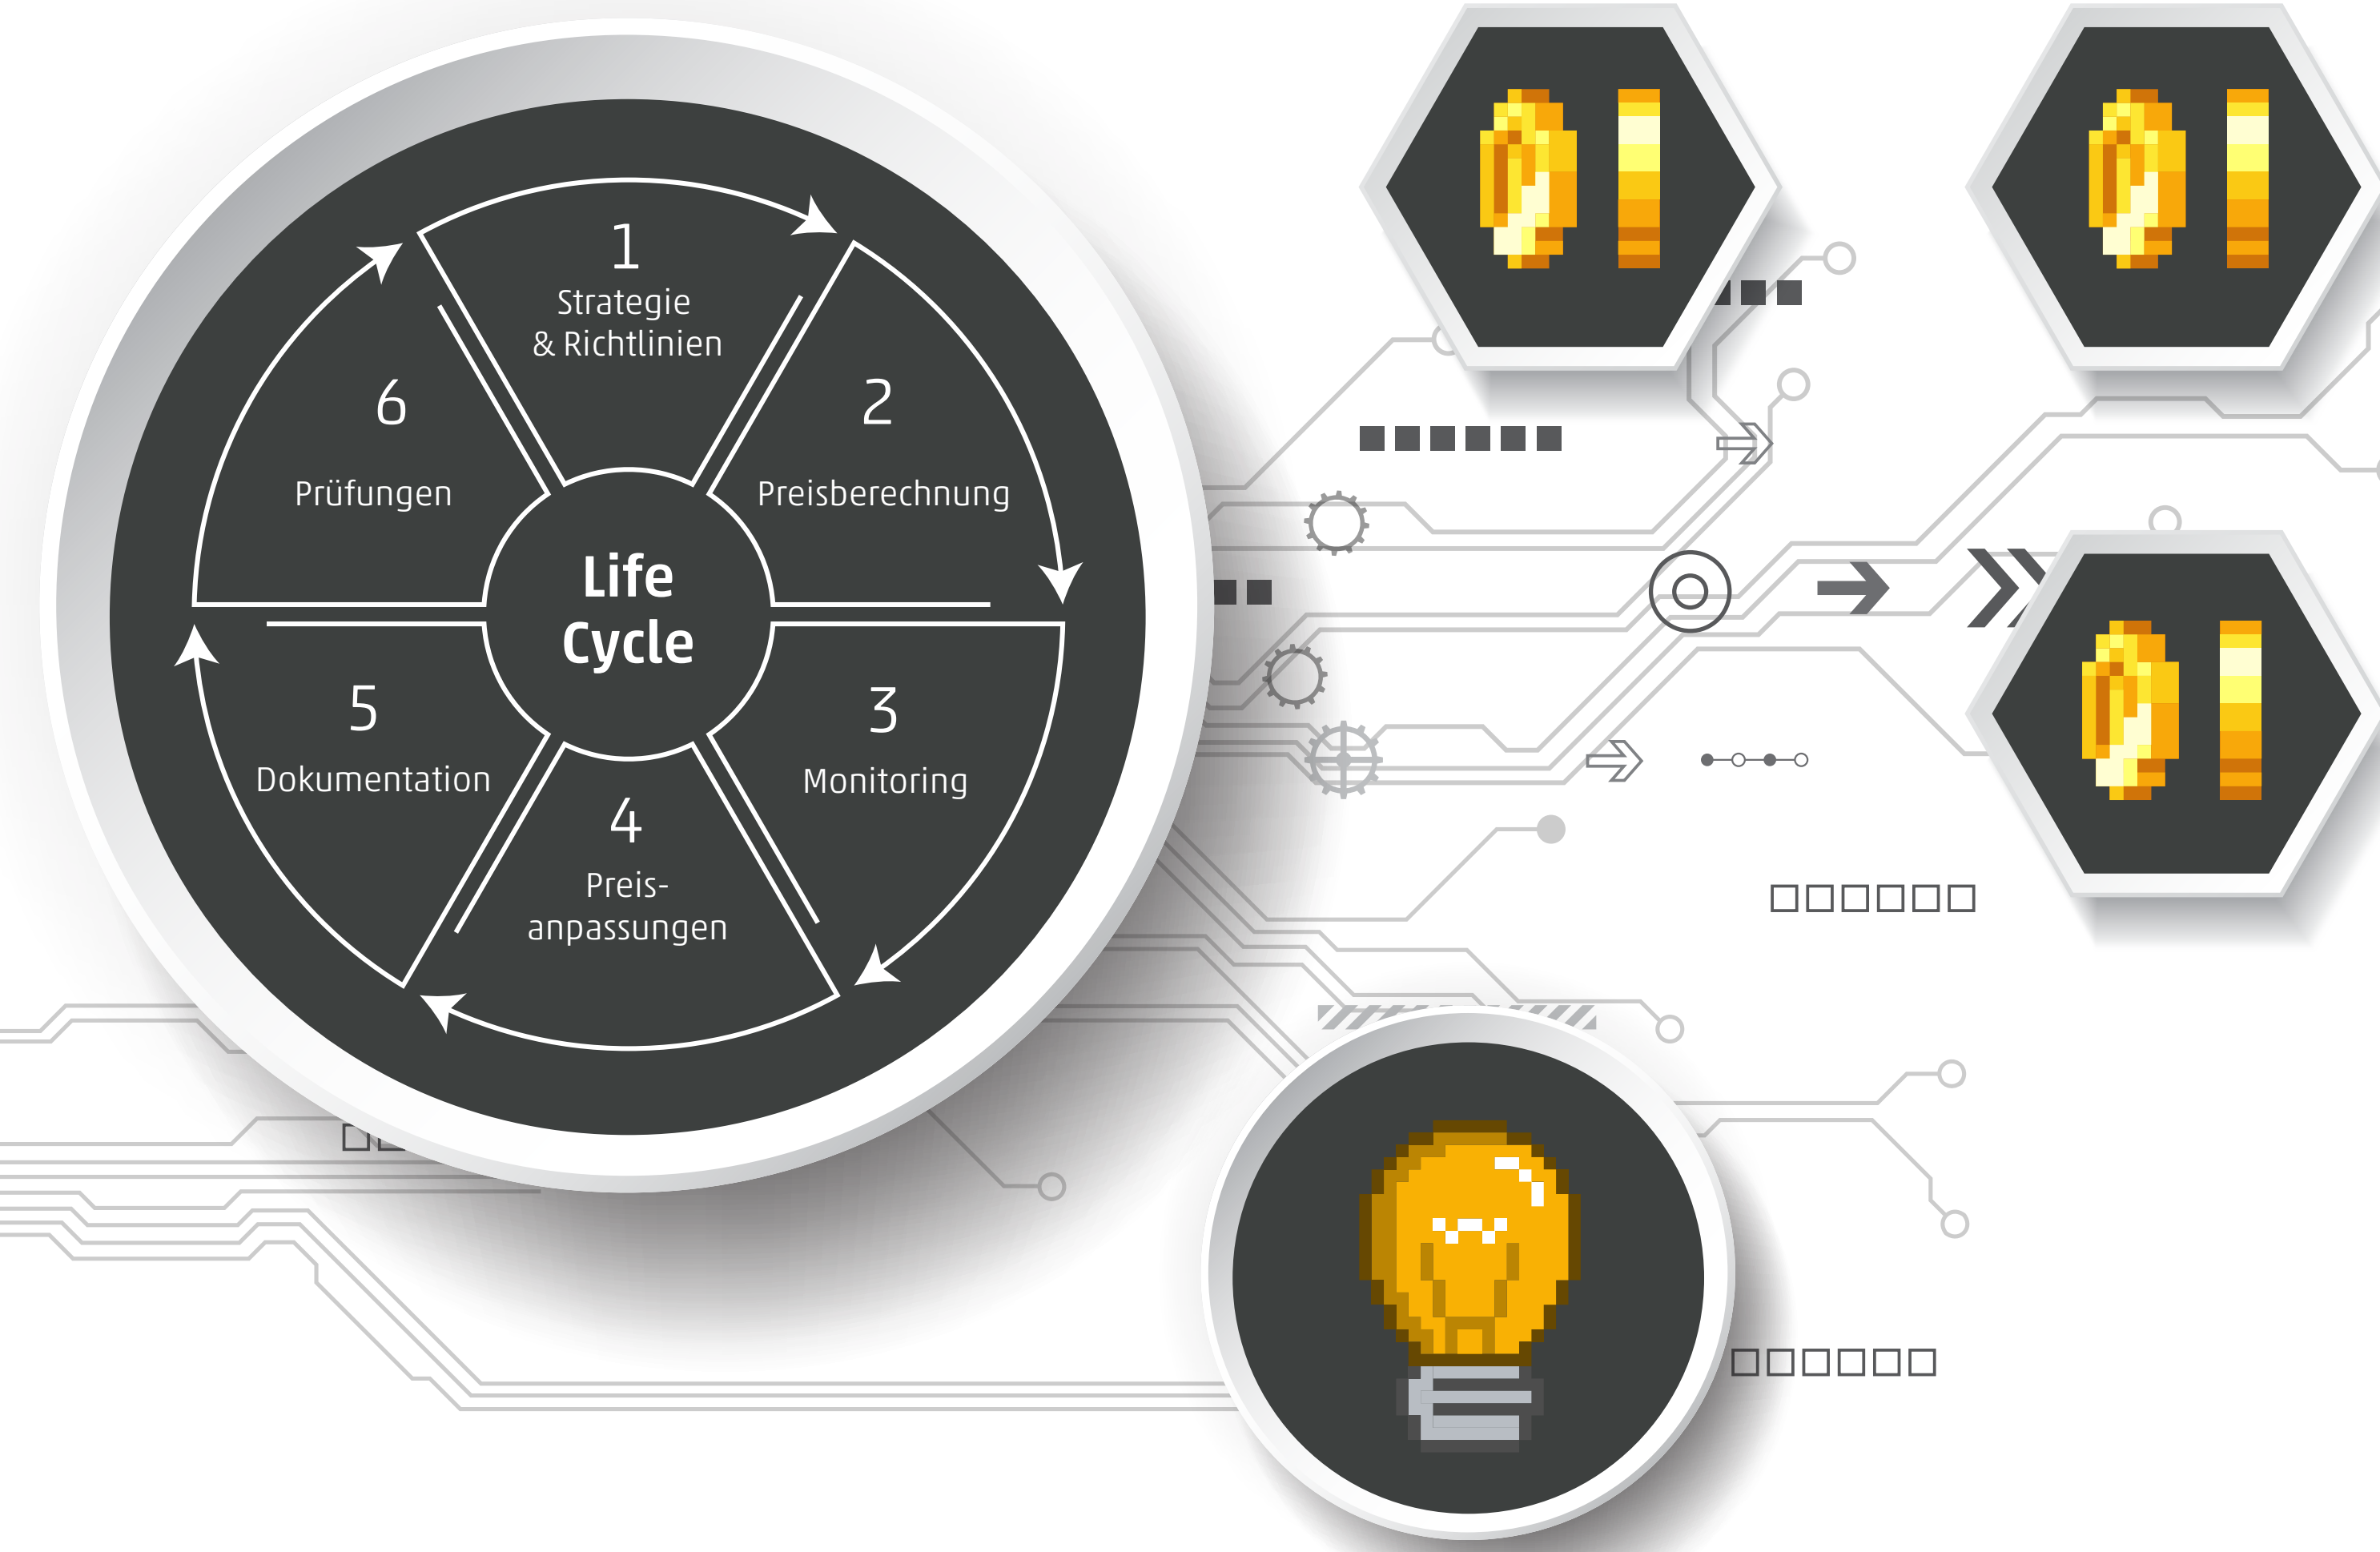 1
Strategie
& Richtlinien
2
Preisberechnung
3
Monitoring
4
Preis-
anpassungen
5
Dokumentation
6
Prüfungen
Life
Cycle